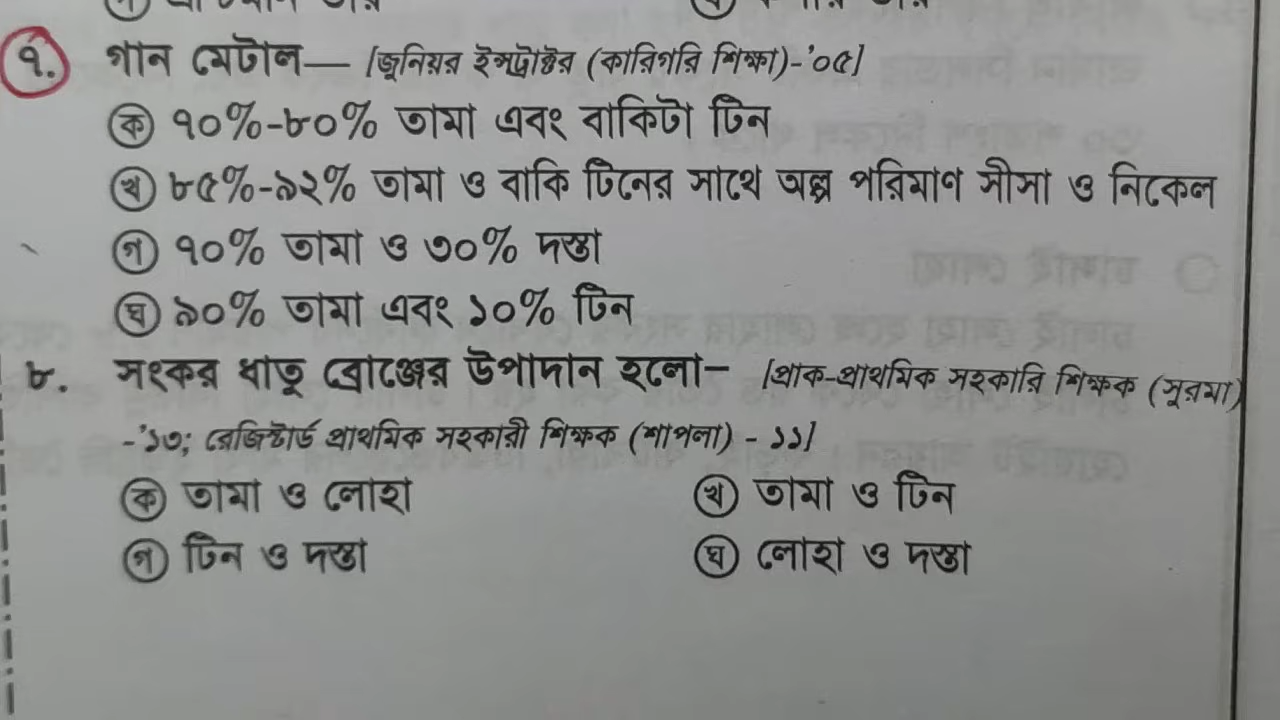 ৭. গান মেটাল— [জুনিয়র ইন্সট্রাক্টর (কারিগরি শিক্ষা)-'০৫]
ক ৭০%-৮০% তামা এবং বাকিটা টিন
খ ৮৫%-৯২% তামা ও বাকি টিনের সাথে অল্প পরিমাণ সীসা ও নিকেল
গ ৭০% তামা ও ৩০% দস্তা
ঘ ৯০% তামা এবং ১০% টিন
৮. সংকর ধাতু ব্রোঞ্জের উপাদান হলো– [প্রাক-প্রাথমিক সহকারি শিক্ষক (সুরমা)
-'১৩; রেজিস্টার্ড প্রাথমিক সহকারী শিক্ষক (শাপলা) - ১১]
ক তামা ও লোহা খ তামা ও টিন
গ টিন ও দস্তা ঘ লোহা ও দস্তা